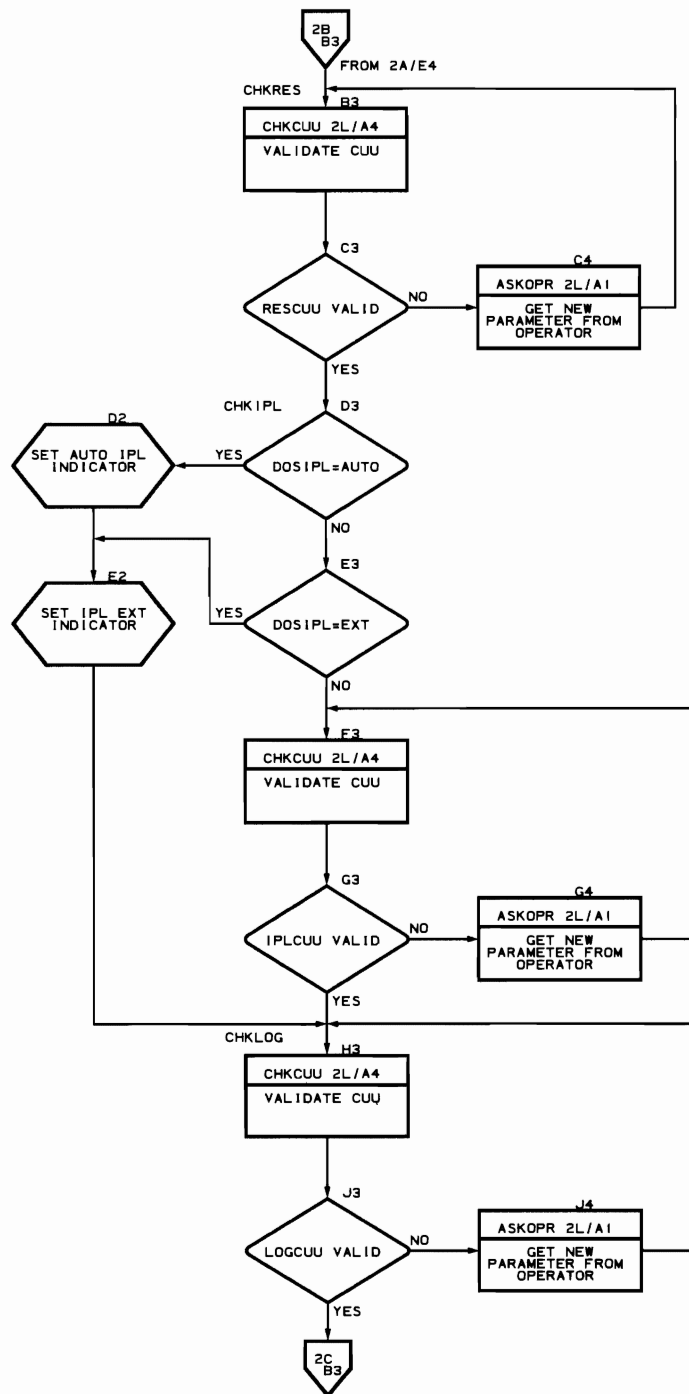 2B
B3
FROM 2A/E4
CHKRES
B3
CHKCUU 2L/A4
VALIDATE CUU
C3
RESCUU VALID
NO
C4
ASKOPR 2L/A1
GET NEW
PARAMETER FROM
OPERATOR
YES
CHKIPL
D3
D2
SET AUTO IPL
INDICATOR
YES
DOSIPL=AUTO
NO
E3
E2
SET IPL EXT
INDICATOR
YES
DOSIPL=EXT
NO
F3
CHKCUU 2L/A4
VALIDATE CUU
G3
IPLCUU VALID
NO
G4
ASKOPR 2L/A1
GET NEW
PARAMETER FROM
OPERATOR
YES
CHKLOG
H3
CHKCUU 2L/A4
VALIDATE CUU
J3
LOGCUU VALID
NO
J4
ASKOPR 2L/A1
GET NEW
PARAMETER FROM
OPERATOR
YES
2C
B3